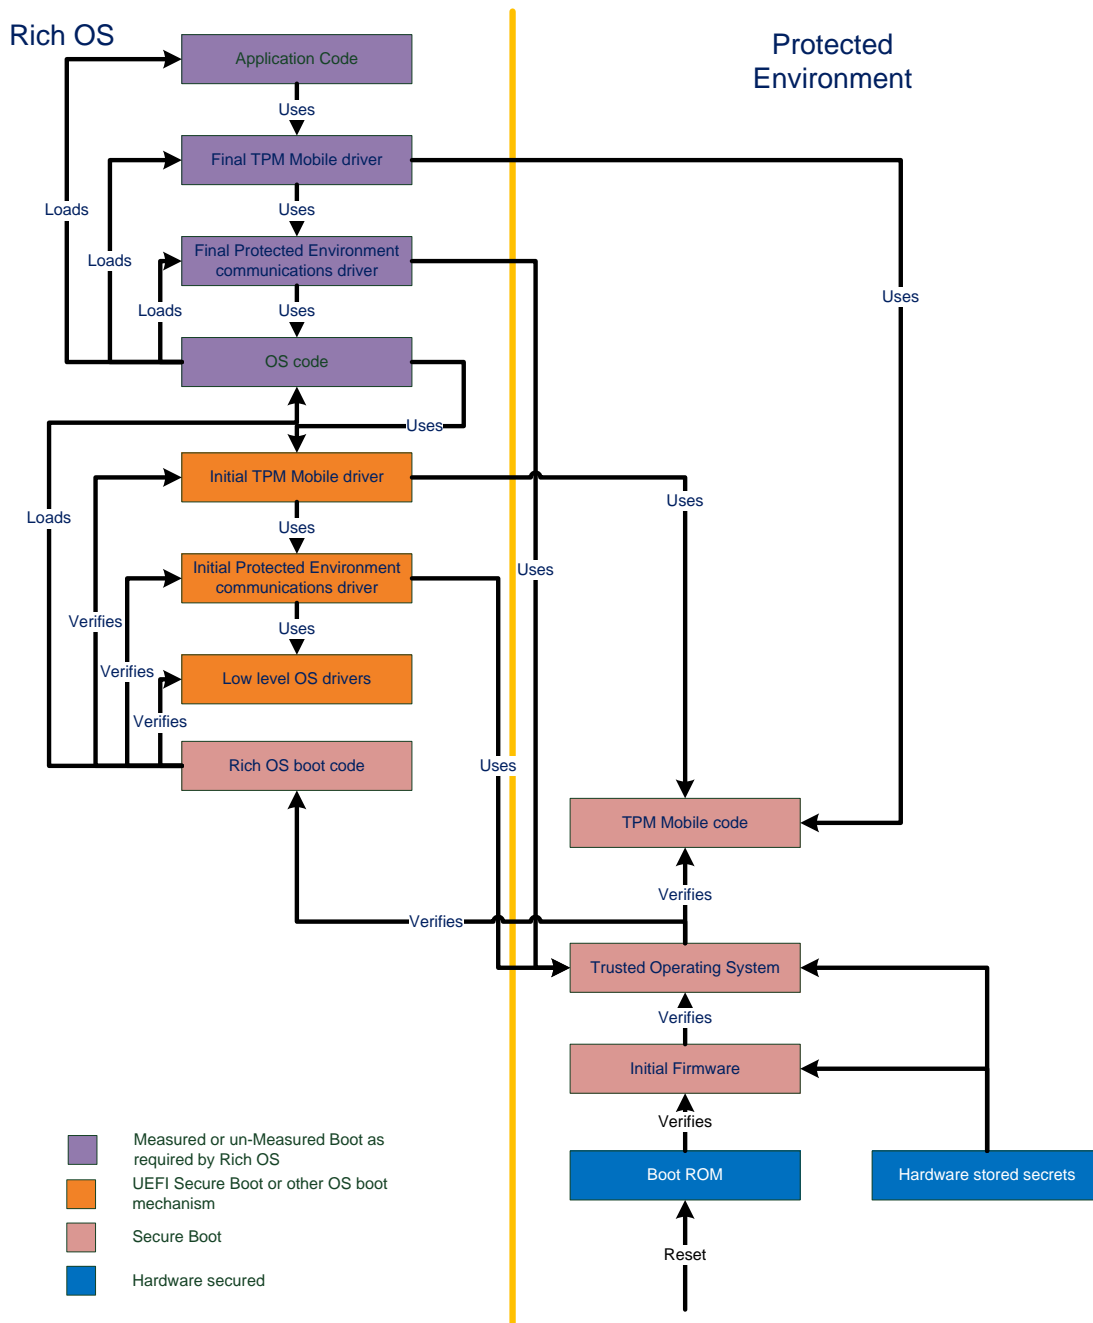 Rich OS
Protected
Environment
Application Code
Uses
Final TPM Mobile driver
Loads
Uses
Final Protected Environment
communications driver
Loads
Uses
Loads
Uses
OS code
Uses
Initial TPM Mobile driver
Uses
Loads
Uses
Initial Protected Environment
communications driver
Uses
Verifies
Uses
Verifies
Low level OS drivers
Verifies
Rich OS boot code
Uses
TPM Mobile code
Verifies
Verifies
Trusted Operating System
Verifies
Initial Firmware
Verifies
Boot ROM
Hardware stored secrets
Reset
Measured or un-Measured Boot as
required by Rich OS
UEFI Secure Boot or other OS boot
mechanism
Secure Boot
Hardware secured